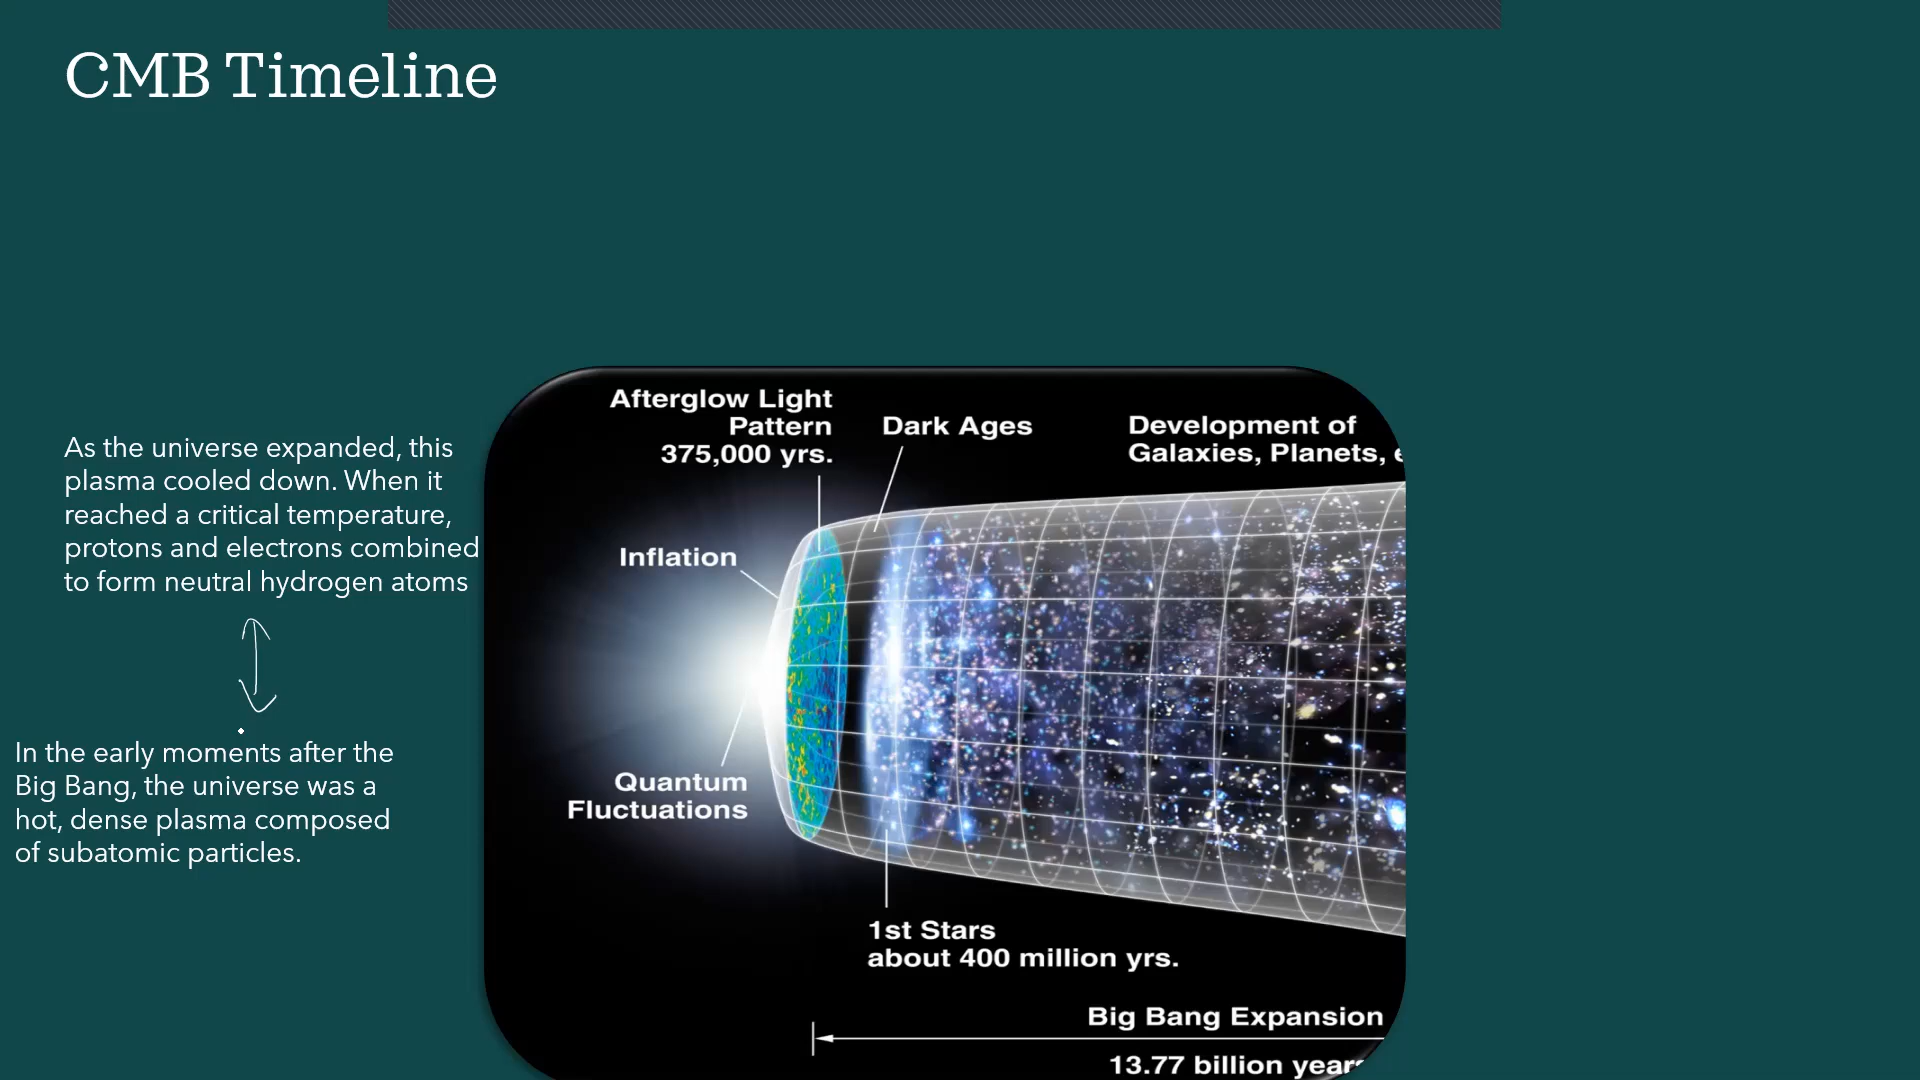 CMB Timeline
As the universe expanded, this
plasma cooled down. When it
reached a critical temperature,
protons and electrons combined
to form neutral hydrogen atoms
In the early moments after the
Big Bang, the universe was a
hot, dense plasma composed
of subatomic particles.
Afterglow Light
Pattern
375,000 yrs.
Dark Ages
Development of
Galaxies, Planets,
Inflation
Quantum
Fluctuations
1st Stars
about 400 million yrs.
Big Bang Expansion
13.77 billion years